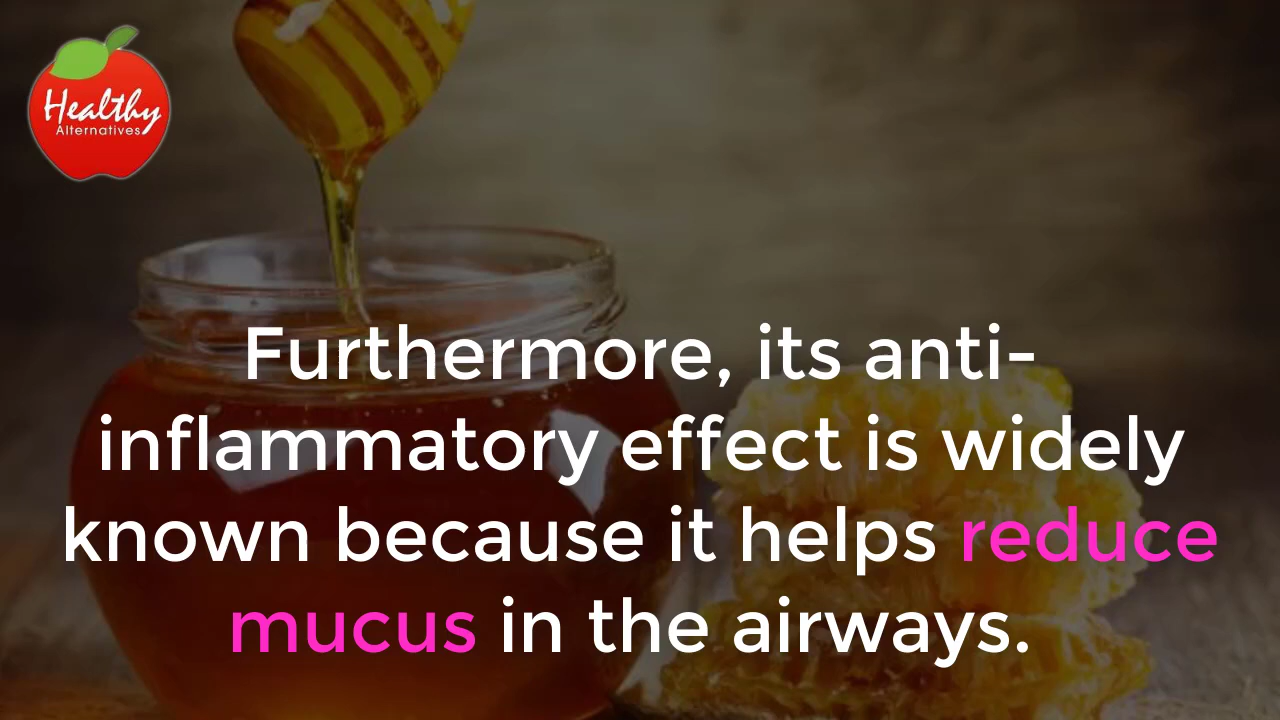 Healthy
Alternatives
Furthermore, its anti-
inflammatory effect is widely
known because it helps reduce
mucus in the airways.